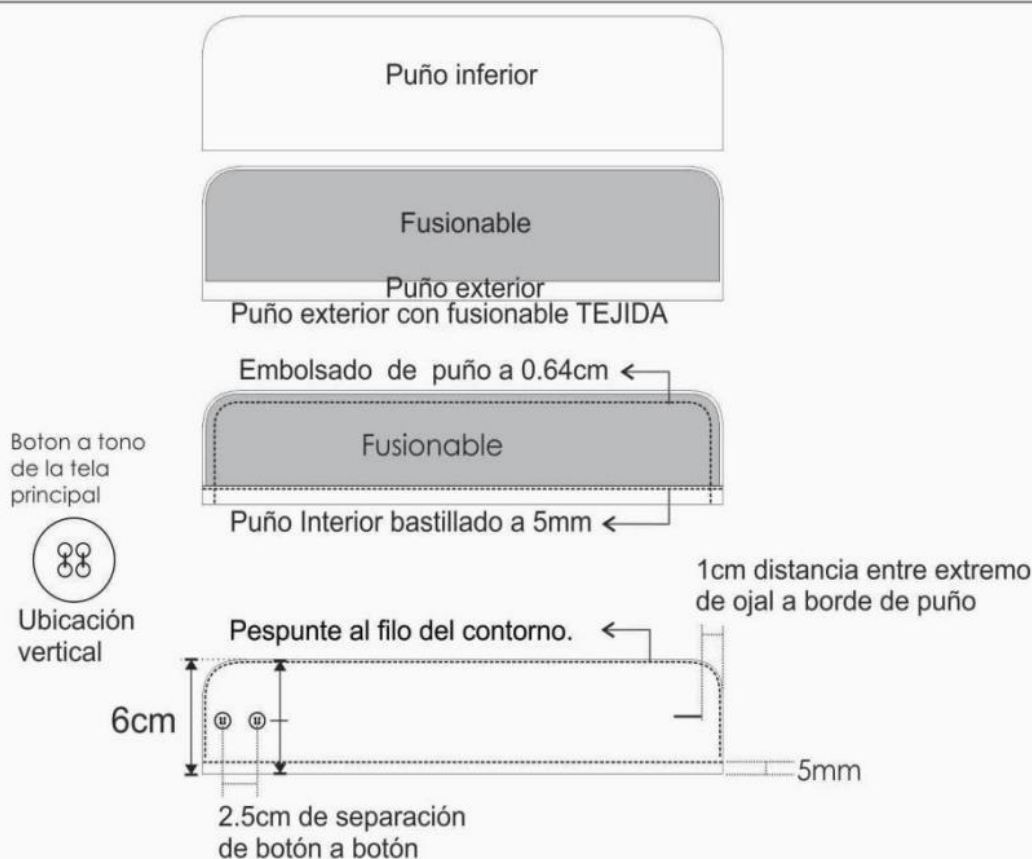 Puño inferior
Fusionable
Puño exterior
Puño exterior con fusionable TEJIDA
Embolsado de puño a 0.64cm
Boton a tono
de la tela
principal
Fusionable
Puño Interior bastillado a 5mm
Ubicación
vertical
1cm distancia entre extremo
de ojal a borde de puño
Pespunte al filo del contorno.
6cm
5mm
2.5cm de separación
de botón a botón